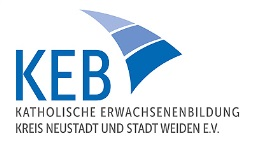 KEB
KATHOLISCHE ERWACHSENENBILDUNG
KREIS NEUSTADT UND STADT WEIDEN E.V.